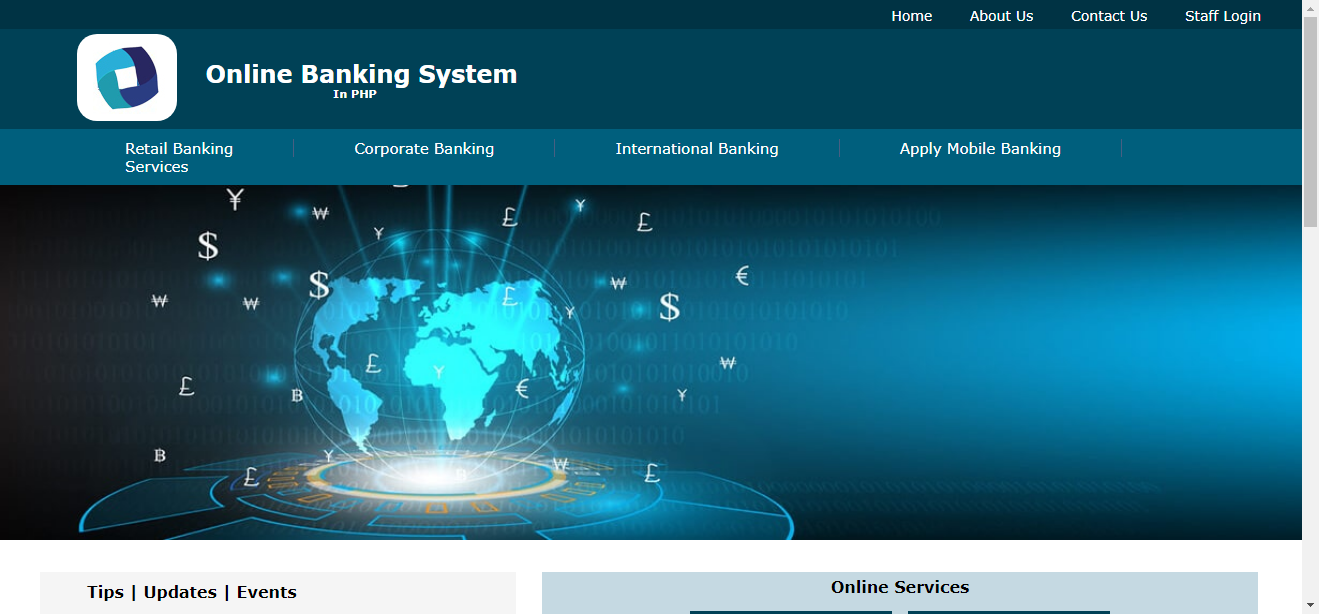 Home About Us Contact Us Staff Login
Online Banking System
In PHP
Retail Banking Services
Corporate Banking
International Banking
Apply Mobile Banking
Tips | Updates | Events
Online Services